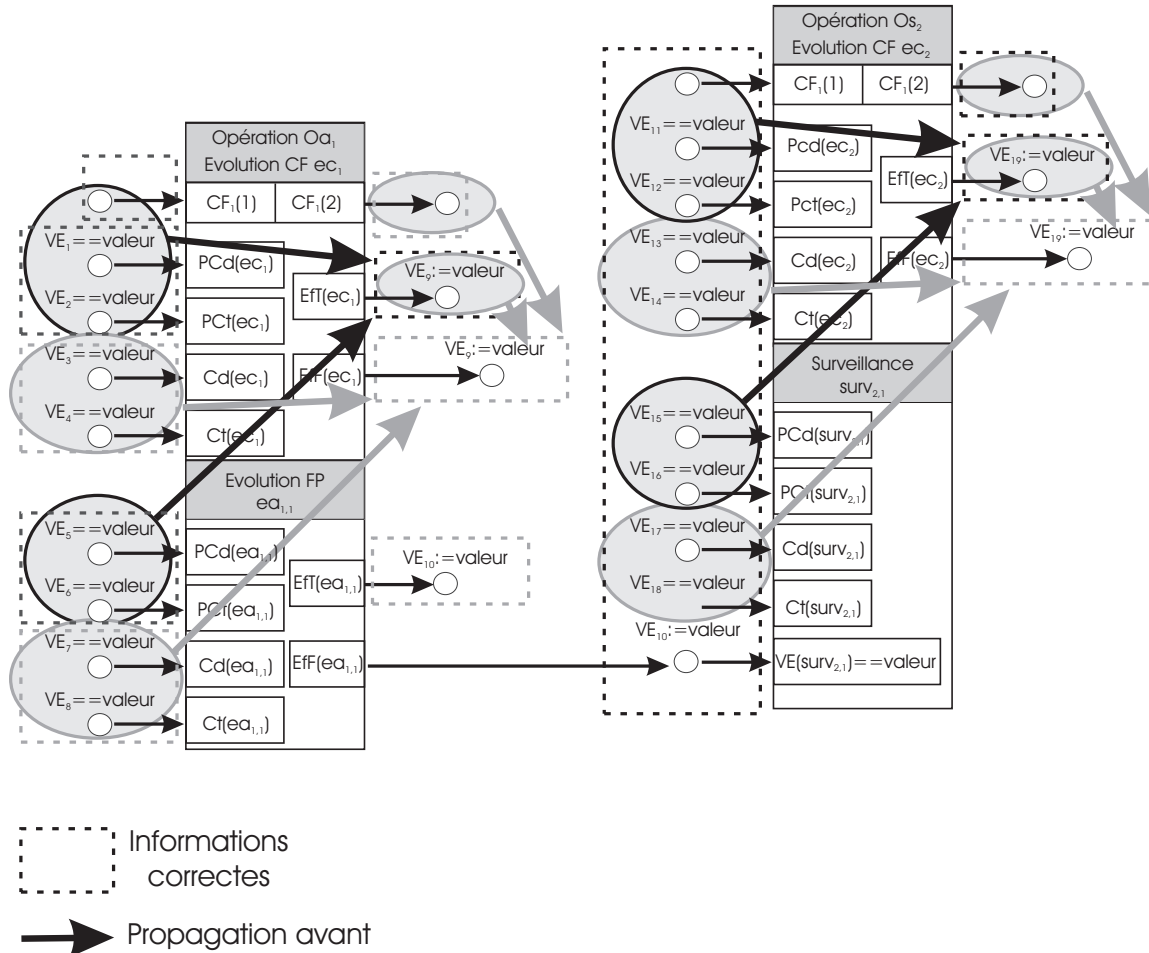 Opération Oa₁
Evolution CF ec₁
CF₁(1) CF₁(2)
VE₁==valeur
PCd(ec₁)
VE₉:=valeur
EfT(ec₁)
VE₂==valeur
PCt(ec₁)
VE₃==valeur
VE₉:=valeur
Cd(ec₁)
EfF(ec₁)
VE₄==valeur
Ct(ec₁)
Evolution FP
ea₁,₁
VE₅==valeur
PCd(ea₁,₁)
VE₁₀:=valeur
EfT(ea₁,₁)
VE₆==valeur
PCt(ea₁,₁)
VE₇==valeur
Cd(ea₁,₁)
EfF(ea₁,₁)
VE₈==valeur
Ct(ea₁,₁)
Opération Os₂
Evolution CF ec₂
CF₁(1) CF₁(2)
VE₁₁==valeur
Pcd(ec₂)
VE₁₉:=valeur
EfT(ec₂)
VE₁₂==valeur
Pct(ec₂)
VE₁₉:=valeur
VE₁₃==valeur
Cd(ec₂)
EfF(ec₂)
VE₁₄==valeur
Ct(ec₂)
Surveillance
surv₂,₁
VE₁₅==valeur
PCd(surv₂,₁)
VE₁₆==valeur
PCt(surv₂,₁)
VE₁₇==valeur
Cd(surv₂,₁)
VE₁₈==valeur
Ct(surv₂,₁)
VE₁₀:=valeur
VE(surv₂,₁)==valeur
Informations
correctes
Propagation avant